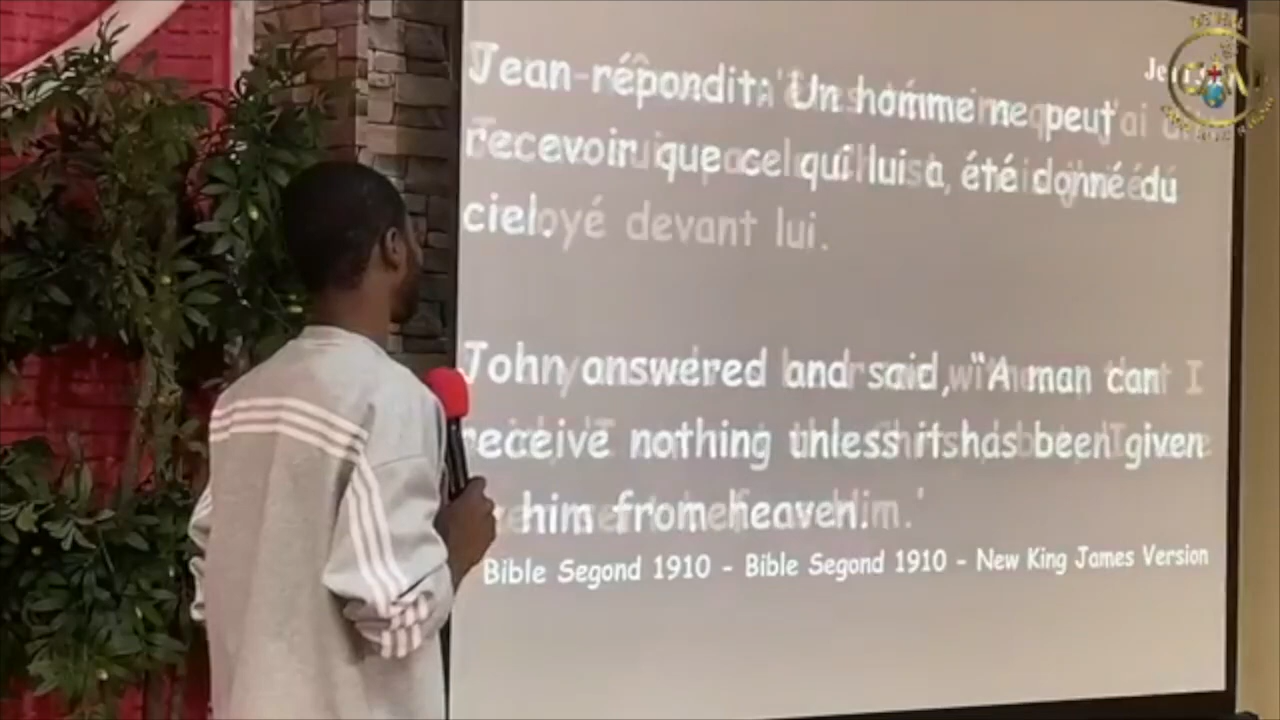 Jean répondit: Un homme ne peut
recevoir que ce qui lui a été donné du
ciel.
John answered and said, “A man can
receive nothing unless it has been given
him from heaven.
Bible Segond 1910 - Bible Segond 1910 - New King James Version